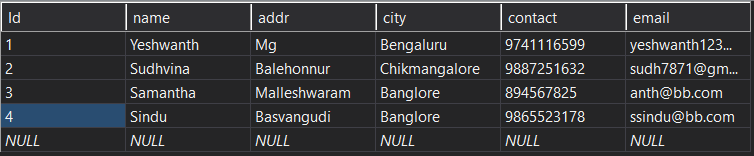 Id name addr city contact email
1 Yeshwanth Mg Bengaluru 9741116599 yeshwanth123...
2 Sudhvina Balehonnur Chikmangalore 9887251632 sudh7871@gm...
3 Samantha Malleshwaram Banglore 894567825 anth@bb.com
4 Sindu Basvangudi Banglore 9865523178 ssindu@bb.com
NULL NULL NULL NULL NULL NULL